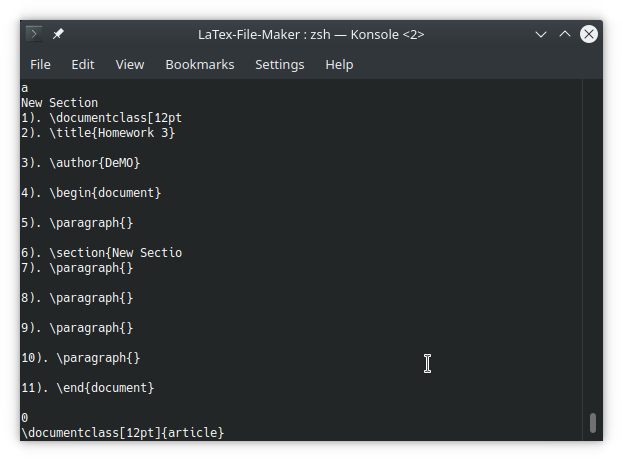 LaTex-File-Maker : zsh — Konsole <2>
File Edit View Bookmarks Settings Help
a
New Section
1). \documentclass[12pt
2). \title{Homework 3}
3). \author{DeMO}
4). \begin{document}
5). \paragraph{}
6). \section{New Sectio
7). \paragraph{}
8). \paragraph{}
9). \paragraph{}
10). \paragraph{}
11). \end{document}
0
\documentclass[12pt]{article}